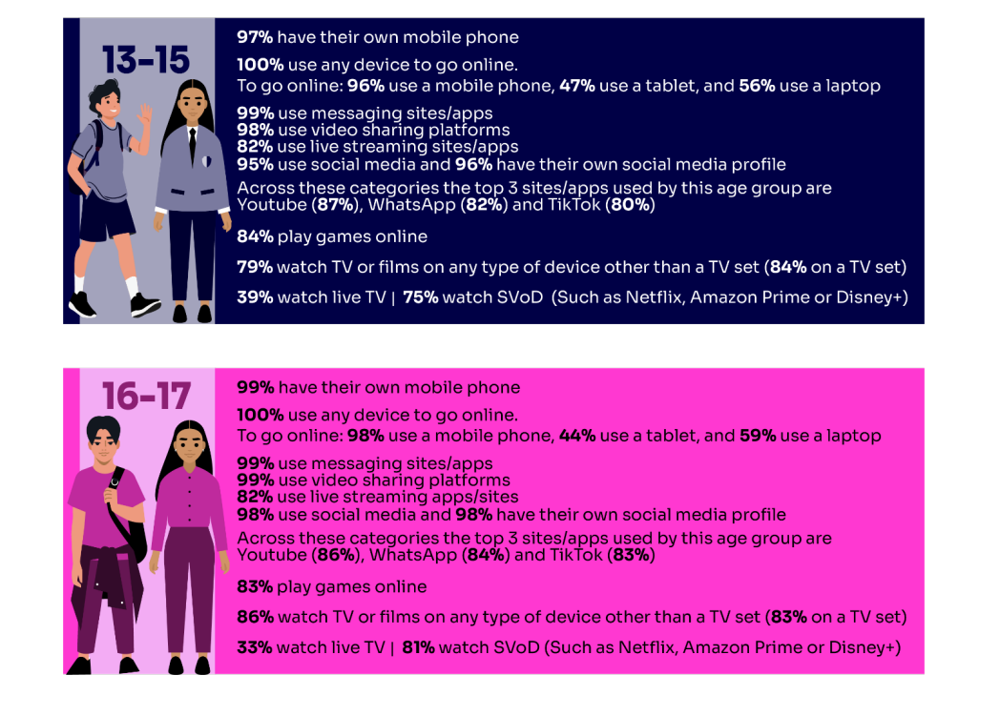 13-15
97% have their own mobile phone
100% use any device to go online.
To go online: 96% use a mobile phone, 47% use a tablet, and 56% use a laptop
99% use messaging sites/apps
98% use video sharing platforms
82% use live streaming sites/apps
95% use social media and 96% have their own social media profile
Across these categories the top 3 sites/apps used by this age group are
Youtube (87%), WhatsApp (82%) and TikTok (80%)
84% play games online
79% watch TV or films on any type of device other than a TV set (84% on a TV set)
39% watch live TV | 75% watch SVoD (Such as Netflix, Amazon Prime or Disney+)
16-17
99% have their own mobile phone
100% use any device to go online.
To go online: 98% use a mobile phone, 44% use a tablet, and 59% use a laptop
99% use messaging sites/apps
99% use video sharing platforms
82% use live streaming apps/sites
98% use social media and 98% have their own social media profile
Across these categories the top 3 sites/apps used by this age group are
Youtube (86%), WhatsApp (84%) and TikTok (83%)
83% play games online
86% watch TV or films on any type of device other than a TV set (83% on a TV set)
33% watch live TV | 81% watch SVoD (Such as Netflix, Amazon Prime or Disney+)